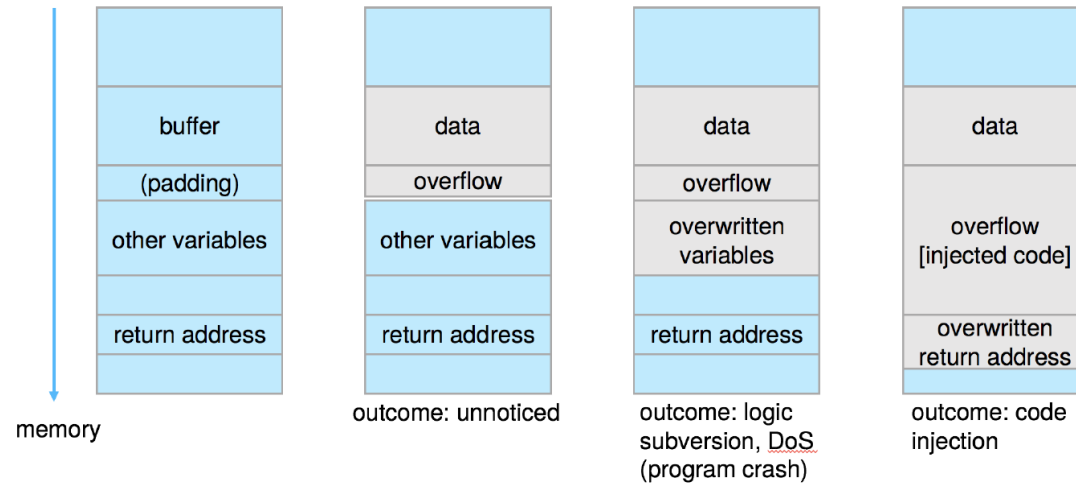 memory
buffer
(padding)
other variables
return address
data
overflow
other variables
return address
outcome: unnoticed
data
overflow
overwritten
variables
return address
outcome: logic
subversion, DoS
(program crash)
data
overflow
[injected code]
overwritten
return address
outcome: code
injection